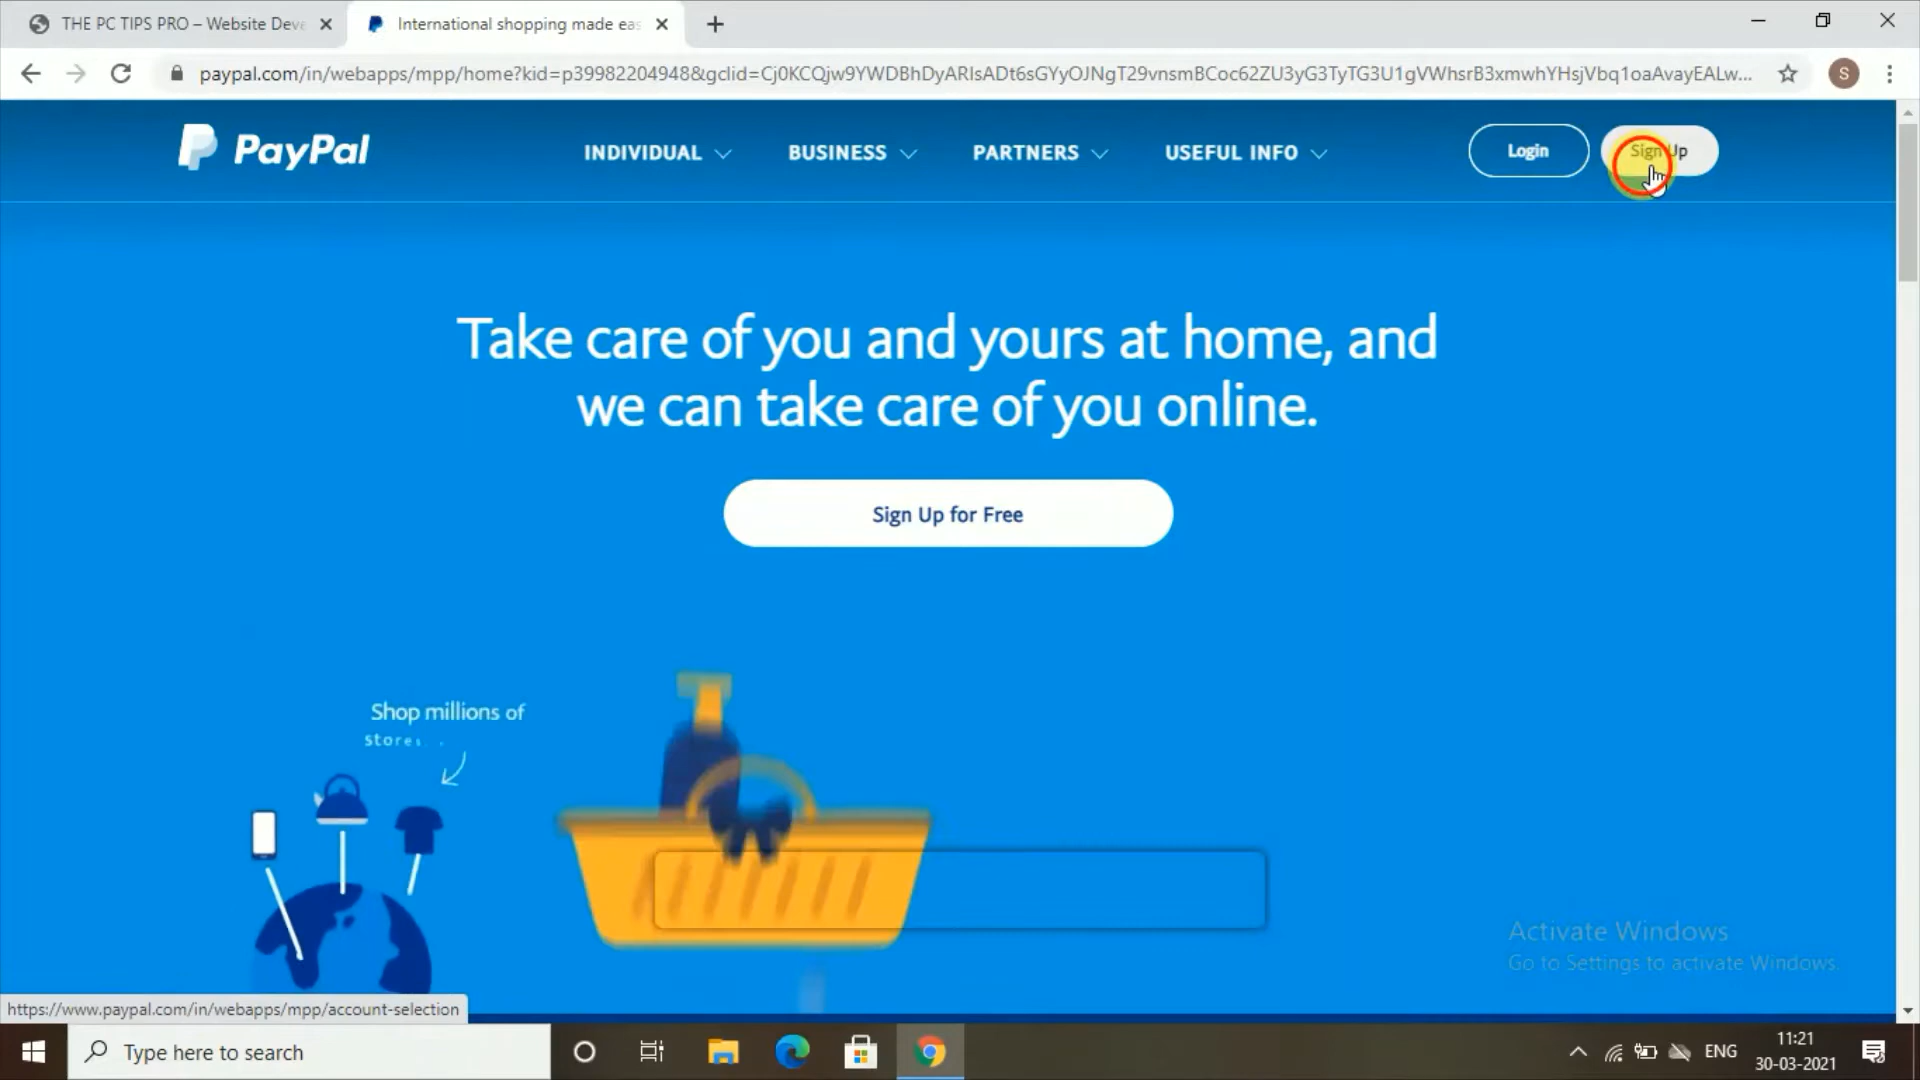 THE PC TIPS PRO – Website Deve
International shopping made eas
paypal.com/in/webapps/mpp/home?kid=p39982204948&gclid=Cj0KCQjw9YWDBhDyARIsADt6sGYyOJNgT29vnsmBCoc62ZU3yG3TyTG3U1gVWhsrB3xmwhYHsjVbq1oaAvayEALw...
S
PayPal
INDIVIDUAL
BUSINESS
PARTNERS
USEFUL INFO
Login
Sign Up
Take care of you and yours at home, and
we can take care of you online.
Sign Up for Free
Shop millions of
Activate Windows
Go to Settings to activate Windows.
https://www.paypal.com/in/webapps/mpp/account-selection
Type here to search
ENG
11:21
30-03-2021